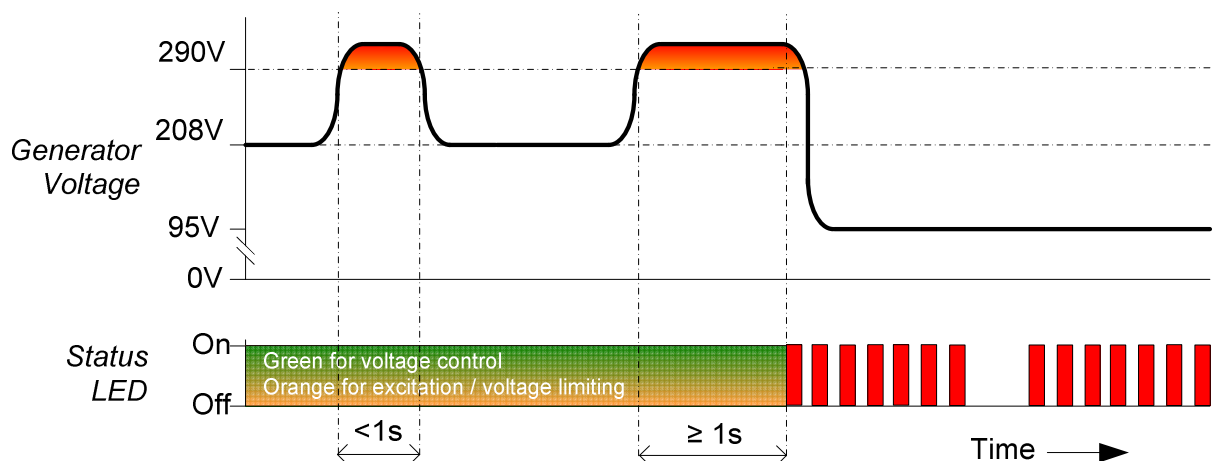 290V
208V
Generator
Voltage
95V
0V
Status
LED
On
Green for voltage control
Orange for excitation / voltage limiting
Off
<1s
≥ 1s
Time